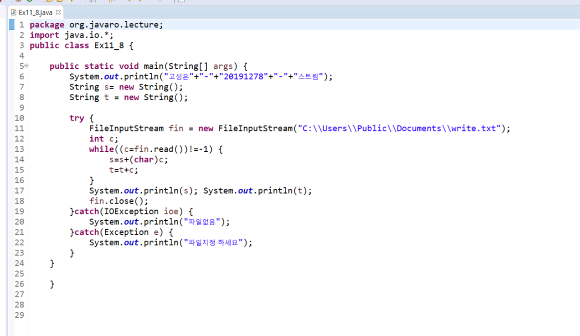 Ex11_8.java
1 package org.javaro.lecture;
2 import java.io.*;
3 public class Ex11_8 {
4
5 public static void main(String[] args) {
6 System.out.println("고성은"+"-"+"20191278"+"-"+"스트림");
7 String s= new String();
8 String t = new String();
9
10 try {
11 FileInputStream fin = new FileInputStream("C:\\Users\\Public\\Documents\\write.txt");
12 int c;
13 while((c=fin.read())!=-1) {
14 s=s+(char)c;
15 t=t+c;
16 }
17 System.out.println(s); System.out.println(t);
18 fin.close();
19 }catch(IOException ioe) {
20 System.out.println("파일없음");
21 }catch(Exception e) {
22 System.out.println("파일지정 하세요");
23 }
24 }
25
26 }
27
28
29